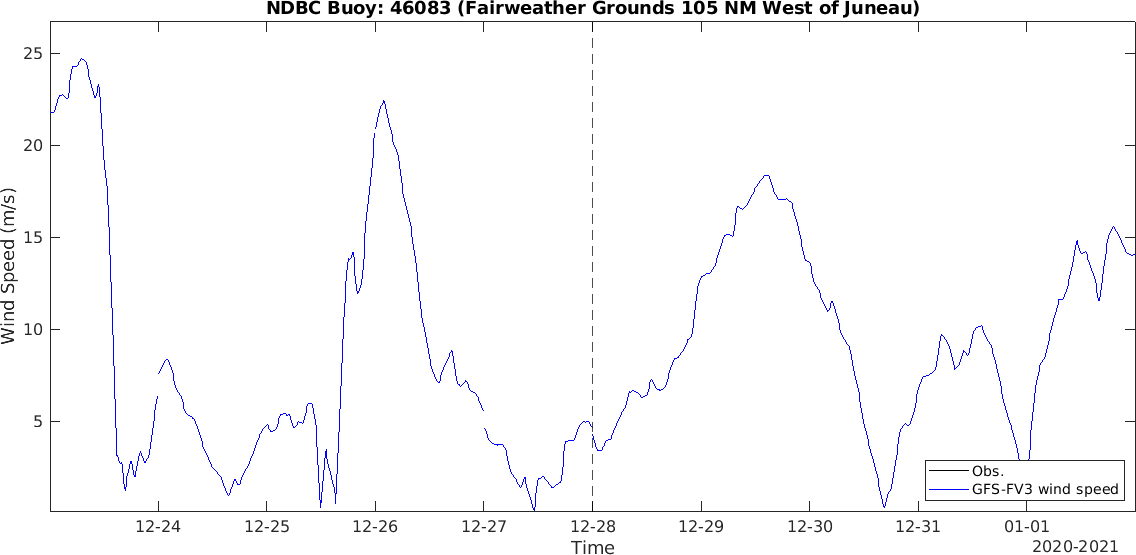 NDBC Buoy: 46083 (Fairweather Grounds 105 NM West of Juneau)
Wind Speed (m/s)
25
20
15
10
5
Obs.
GFS-FV3 wind speed
12-24 12-25 12-26 12-27 12-28 12-29 12-30 12-31 01-01
Time
2020-2021